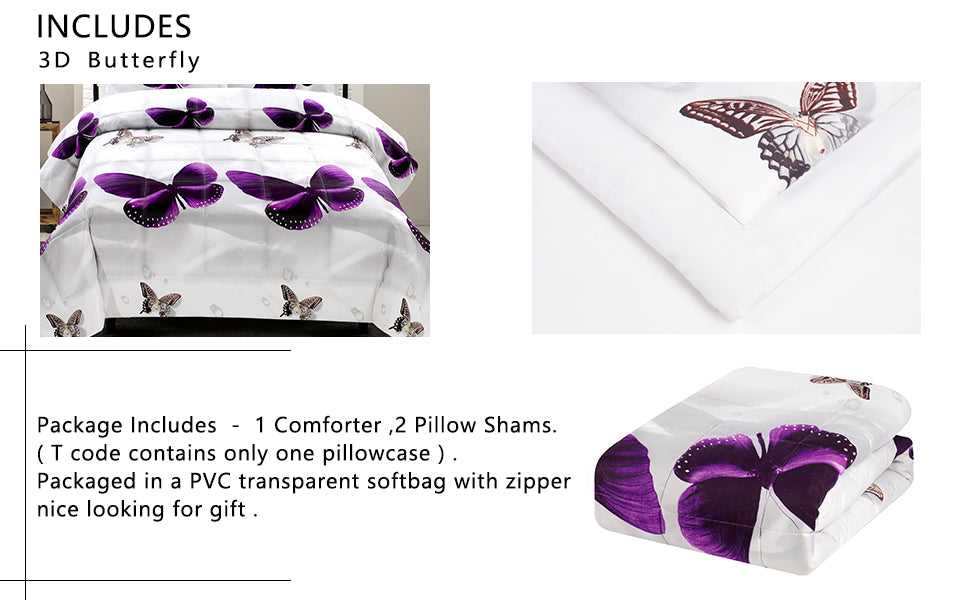 INCLUDES
3D Butterfly
Package Includes - 1 Comforter ,2 Pillow Shams.
( T code contains only one pillowcase ) .
Packaged in a PVC transparent softbag with zipper
nice looking for gift .